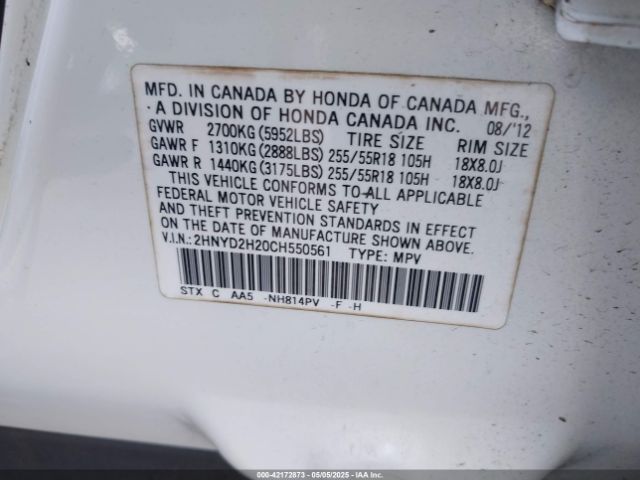 MFD. IN CANADA BY HONDA OF CANADA MFG.,
A DIVISION OF HONDA CANADA INC. 08/'12
GVWR 2700KG (5952LBS) TIRE SIZE RIM SIZE
GAWR F 1310KG (2888LBS) 255/55R18 105H 18X8.0J
GAWR R 1440KG (3175LBS) 255/55R18 105H 18X8.0J
THIS VEHICLE CONFORMS TO ALL APPLICABLE
FEDERAL MOTOR VEHICLE SAFETY
AND THEFT PREVENTION STANDARDS IN EFFECT
ON THE DATE OF MANUFACTURE SHOWN ABOVE.
V.I.N.: 2HNYD2H20CH550561 TYPE: MPV
STX C AA5 -NH814PV -F -H
000-42172873 | 05/05/2025 | IAA Inc.